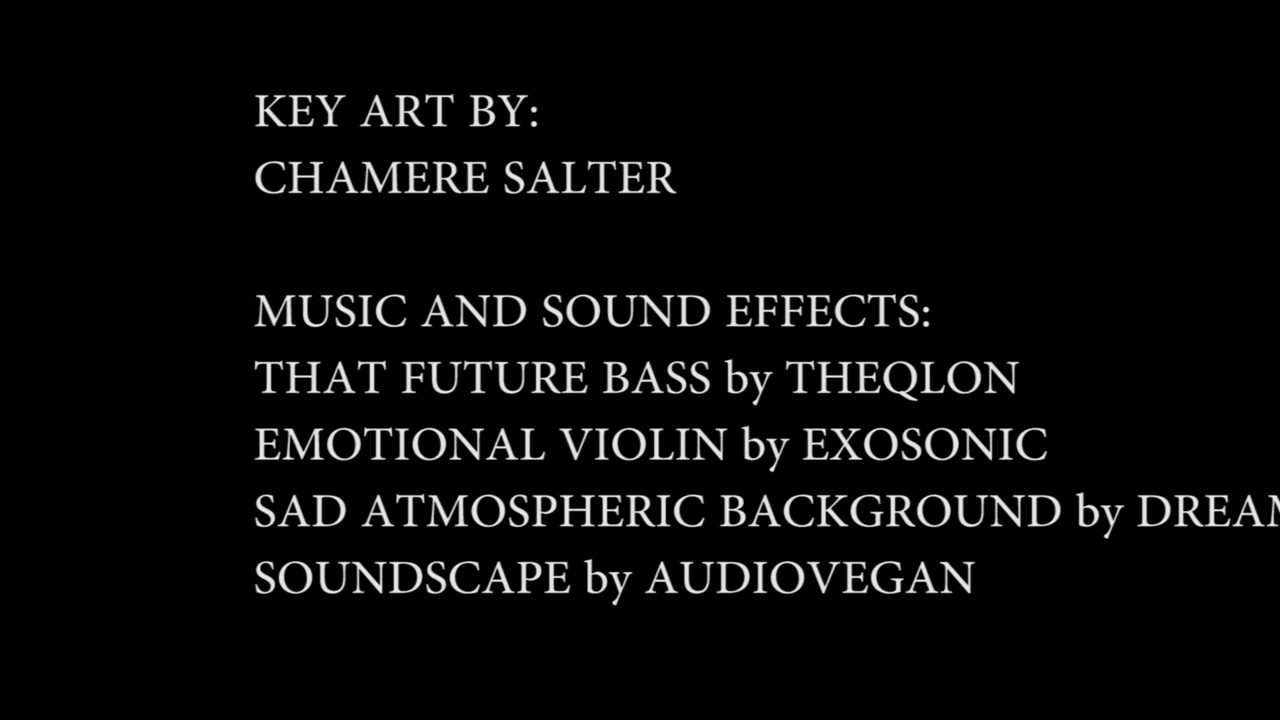 KEY ART BY:
CHAMERE SALTER
MUSIC AND SOUND EFFECTS:
THAT FUTURE BASS by THEQLON
EMOTIONAL VIOLIN by EXOSONIC
SAD ATMOSPHERIC BACKGROUND by
SOUNDSCAPE by AUDIOVEGAN